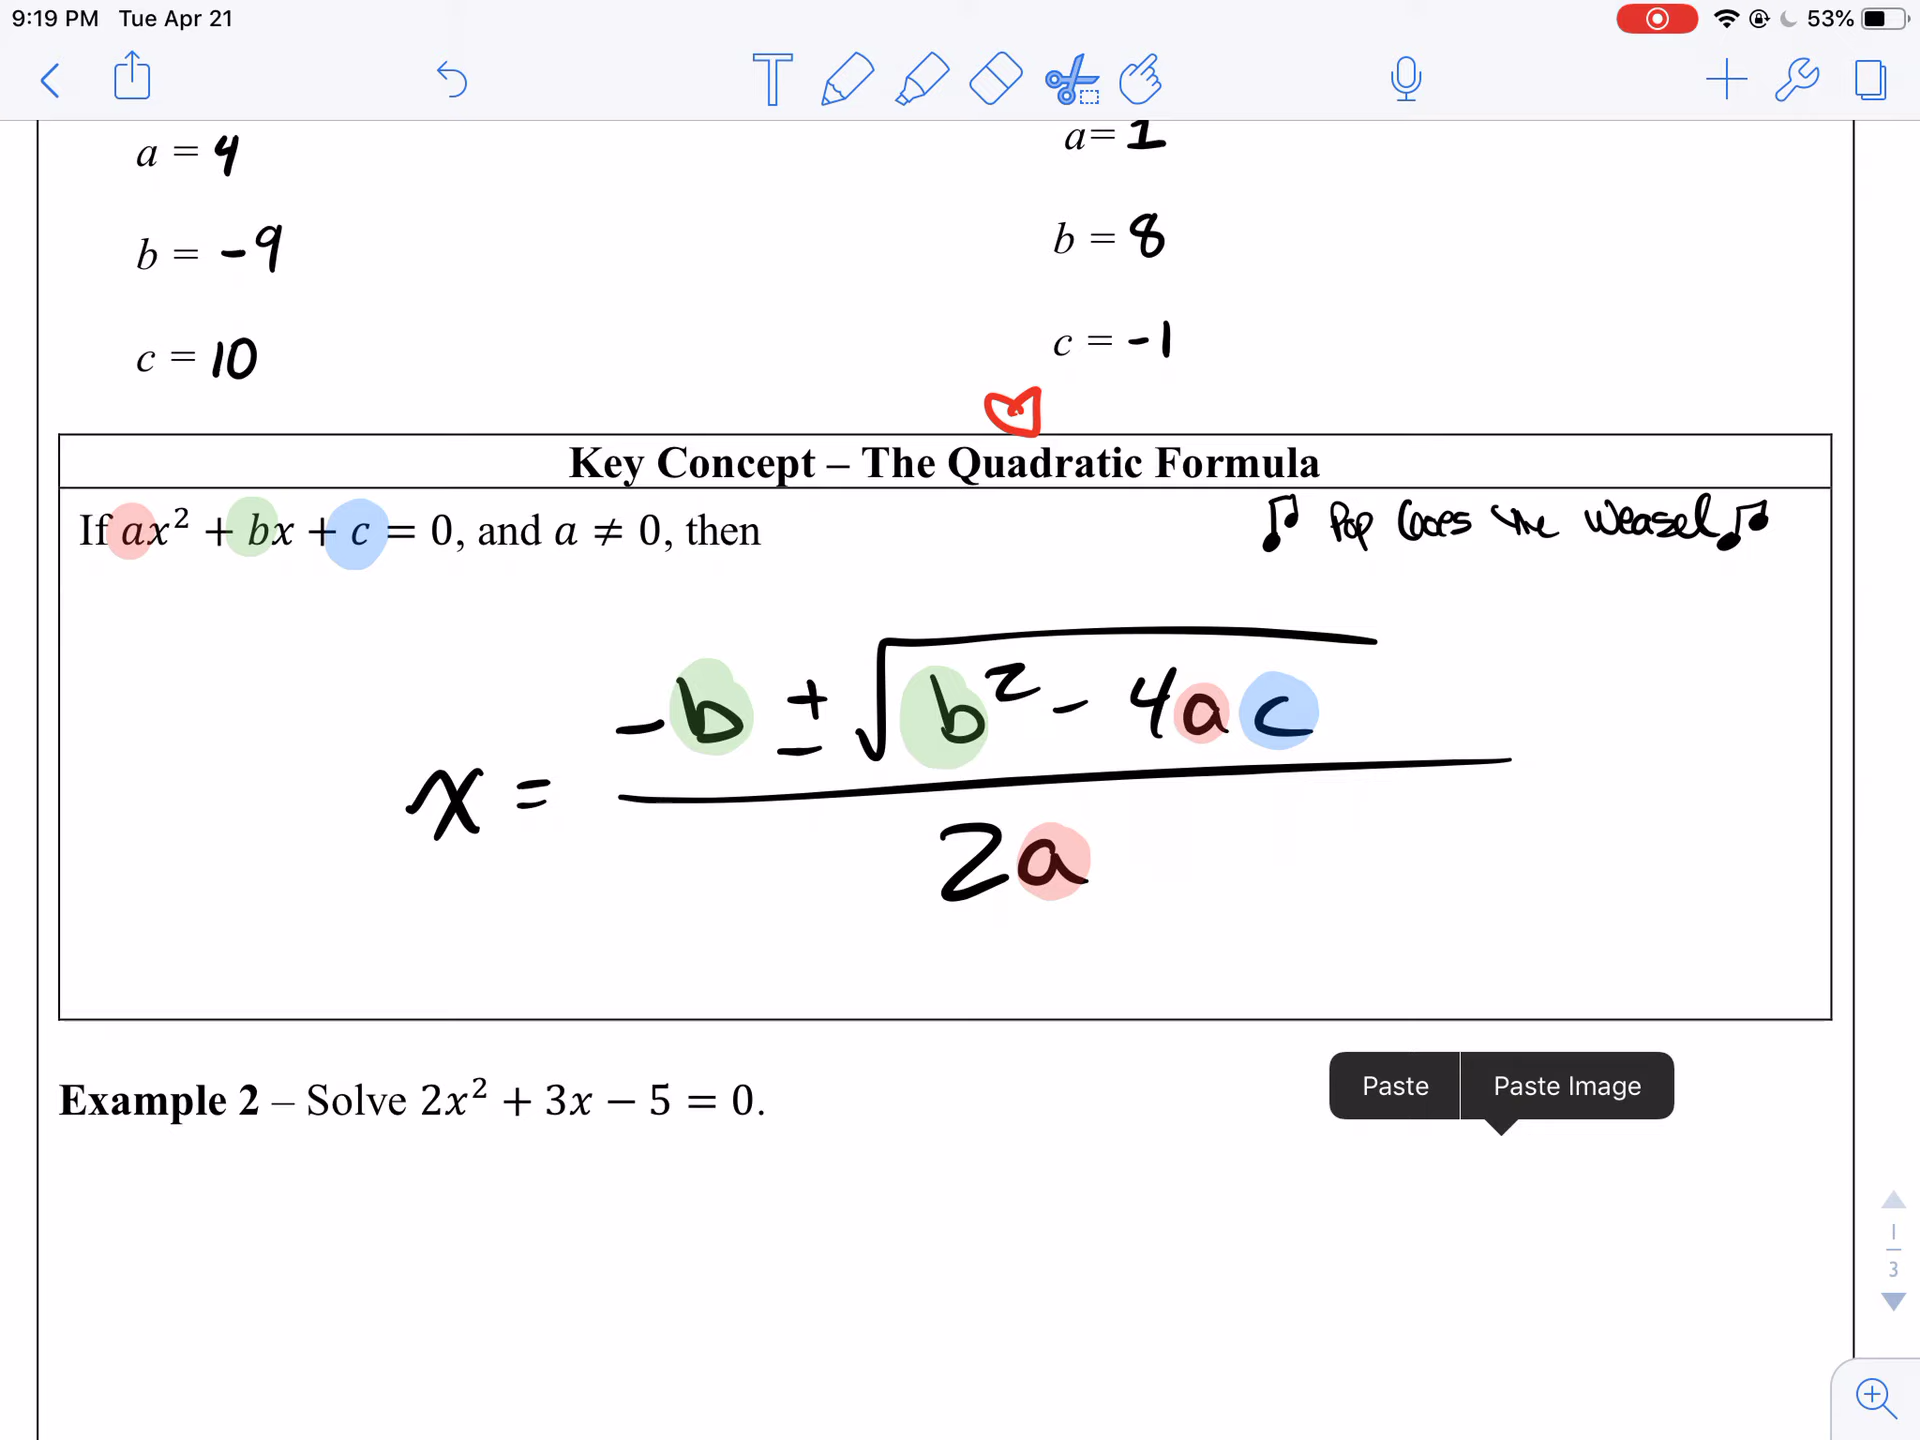 9:19 PM Tue Apr 21 53%
a = 4 a= 1
b = -9 b = 8
c = 10 c = -1
Key Concept – The Quadratic Formula
If ax² + bx + c = 0, and a ≠ 0, then
Pop Goes the Weasel
x = (-b ± √(b² - 4ac)) / 2a
Paste Paste Image
Example 2 – Solve 2x² + 3x − 5 = 0.
1
3